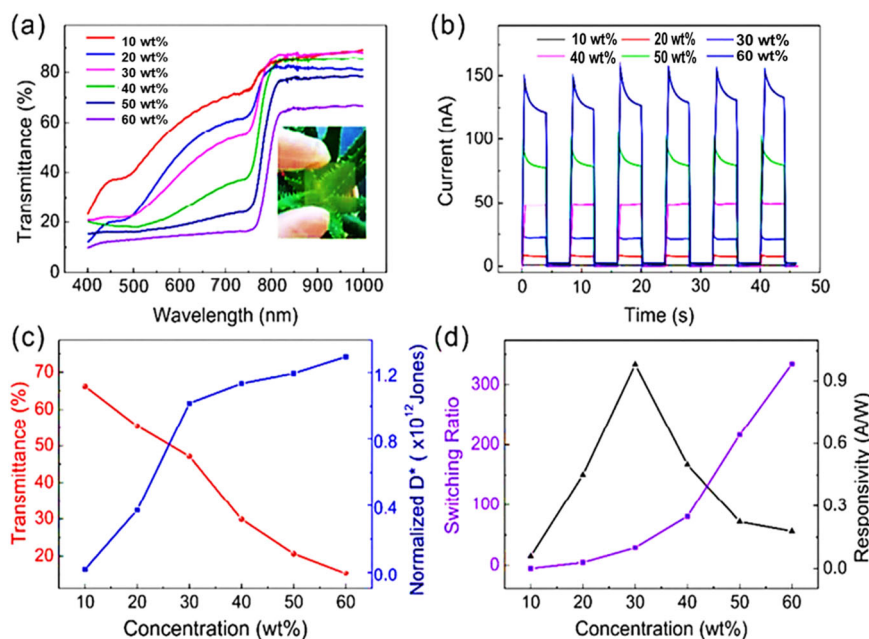 (a)
10 wt%
20 wt%
30 wt%
40 wt%
50 wt%
60 wt%
80
60
40
20
0
Transmittance (%)
400 500 600 700 800 900 1000
Wavelength (nm)
(b)
10 wt% 20 wt% 30 wt%
40 wt% 50 wt% 60 wt%
200
150
100
50
0
Current (nA)
0 10 20 30 40 50
Time (s)
(c)
70
60
50
40
30
20
Transmittance (%)
1.2
0.8
0.4
0.0
Normalized D* ( x10¹²Jones)
10 20 30 40 50 60
Concentration (wt%)
(d)
300
200
100
0
Switching Ratio
0.9
0.6
0.3
0.0
Responsivity (A/W)
10 20 30 40 50 60
Concentration (wt%)